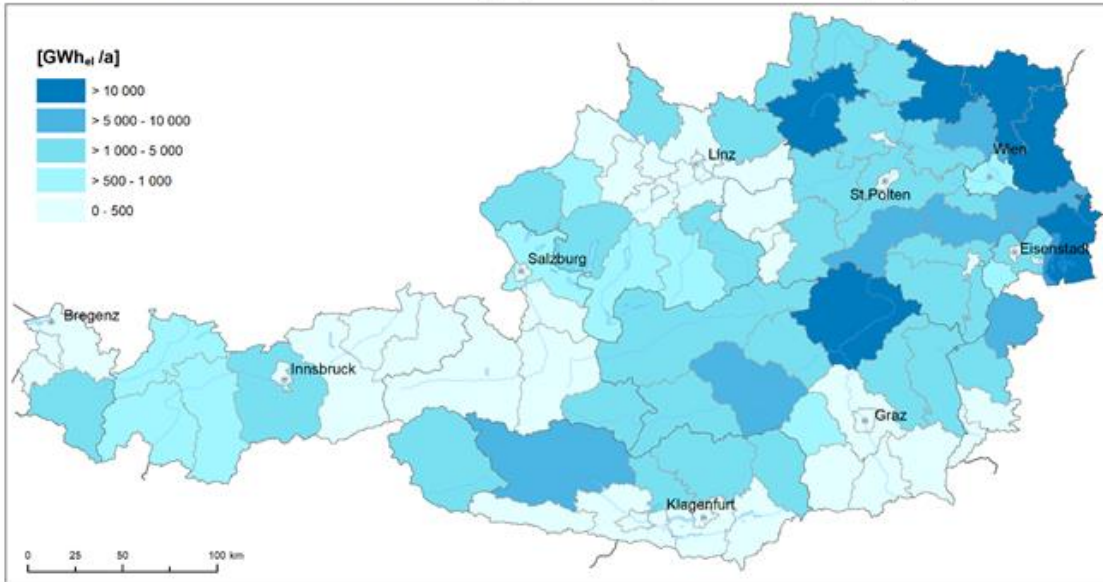 [GWhel /a]
> 10 000
> 5 000 - 10 000
> 1 000 - 5 000
> 500 - 1 000
0 - 500
Linz
Wien
St.Pölten
Salzburg
Eisenstadt
Bregenz
Innsbruck
Graz
Klagenfurt
0 25 50 100 km